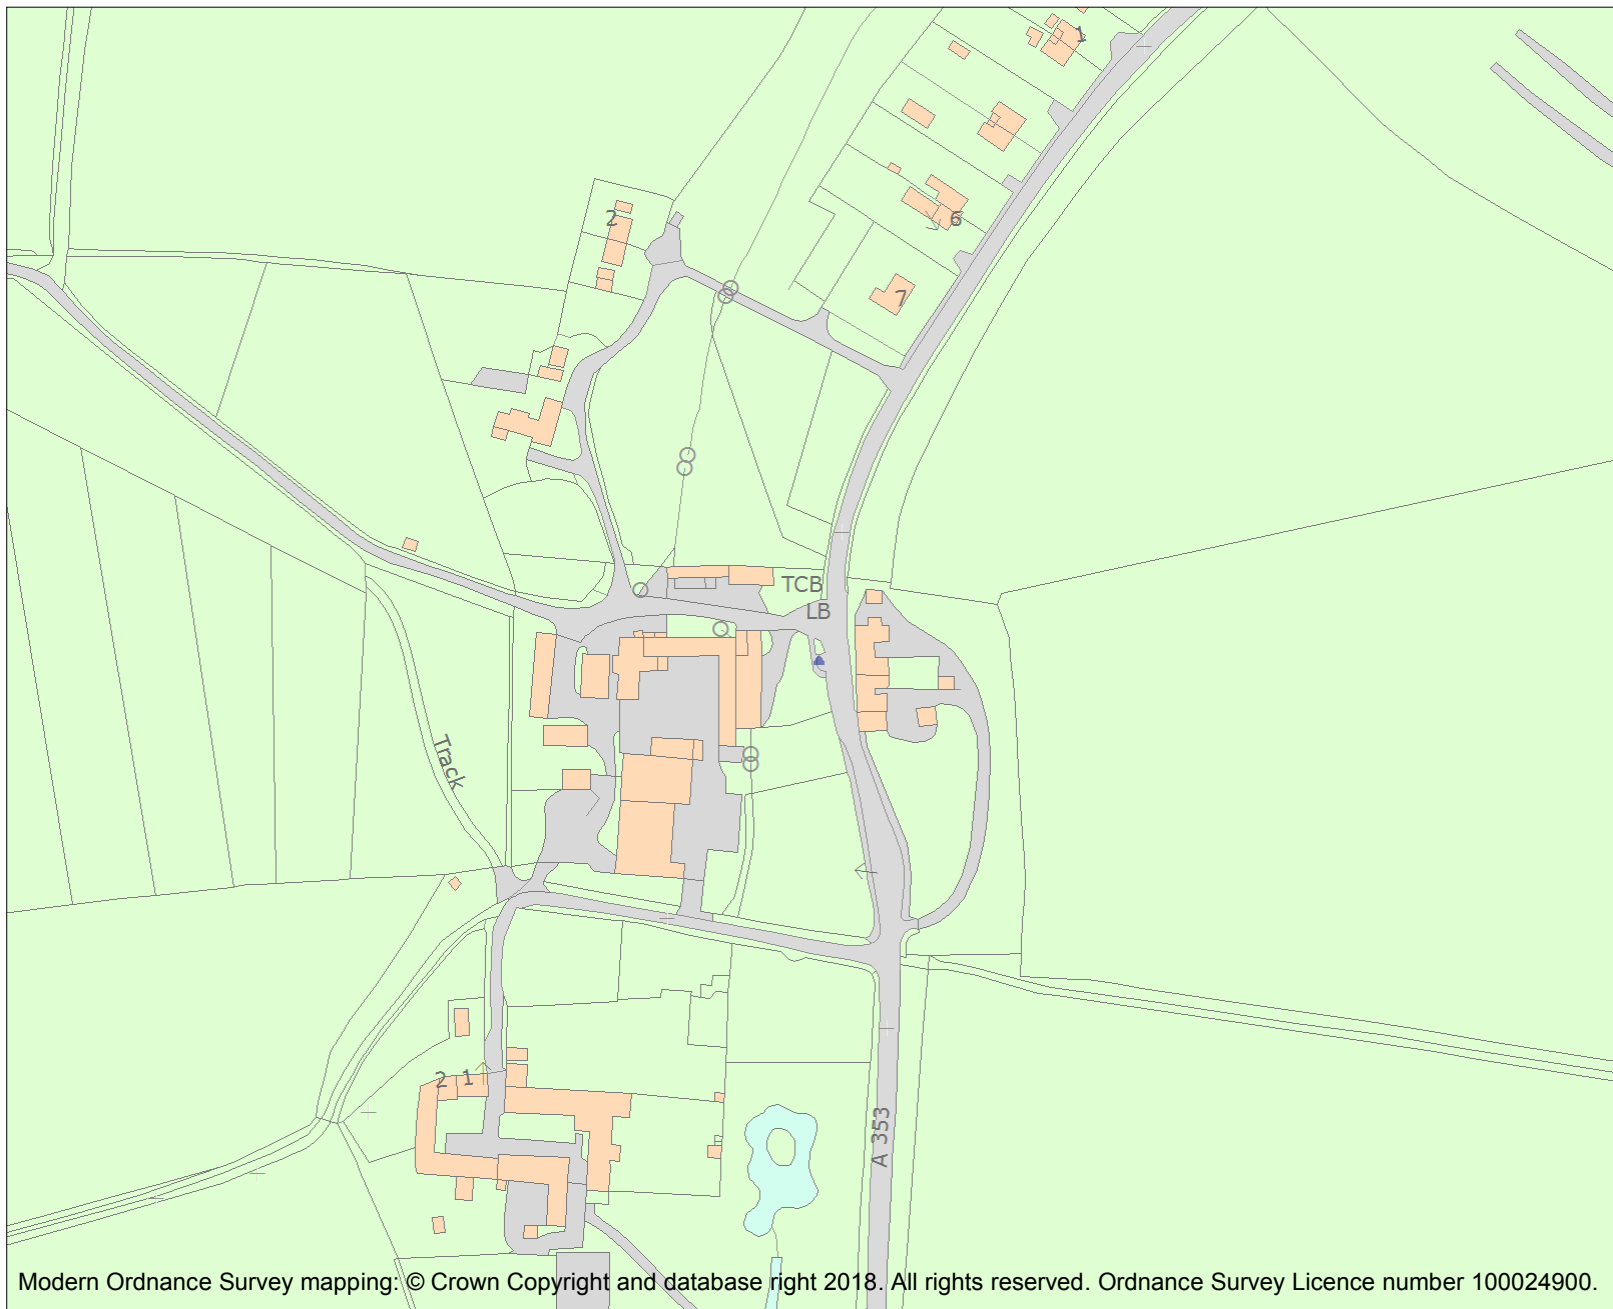 1
2
6
7
TCB
LB
Track
2 1
A 353
Modern Ordnance Survey mapping: © Crown Copyright and database right 2018. All rights reserved. Ordnance Survey Licence number 100024900.